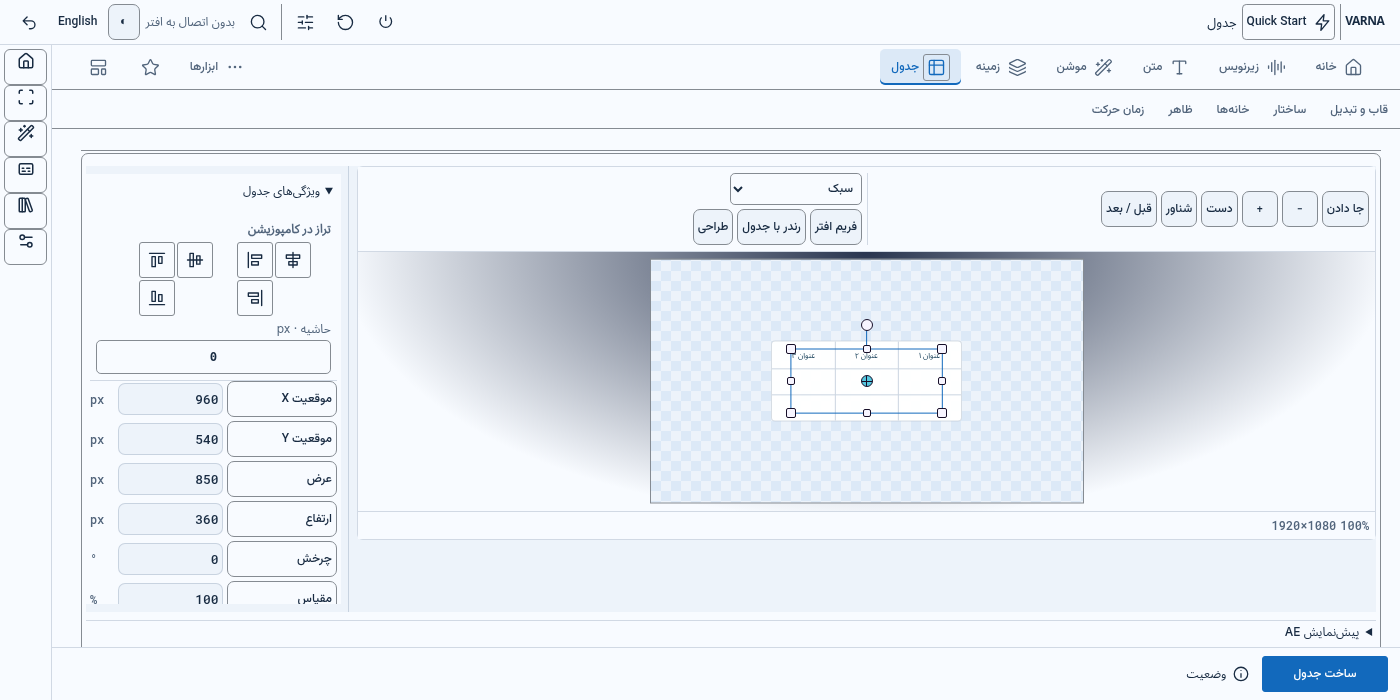 VARNA
Quick Start
جدول
بدون اتصال به افتر
English
خانه
زیرنویس
متن
موشن
زمینه
جدول
ابزارها
قاب و تبدیل
ساختار
خانه‌ها
ظاهر
زمان حرکت
جا دادن
-
+
دست
شناور
قبل / بعد
سبک
فریم افتر
رندر با جدول
طراحی
عنوان ۱
عنوان ۲
1920×1080 100%
ویژگی‌های جدول
تراز در کامپوزیشن
حاشیه · px
0
موقعیت X 960 px
موقعیت Y 540 px
عرض 850 px
ارتفاع 360 px
چرخش 0 °
مقیاس 100 %
پیش‌نمایش AE
ساخت جدول
وضعیت